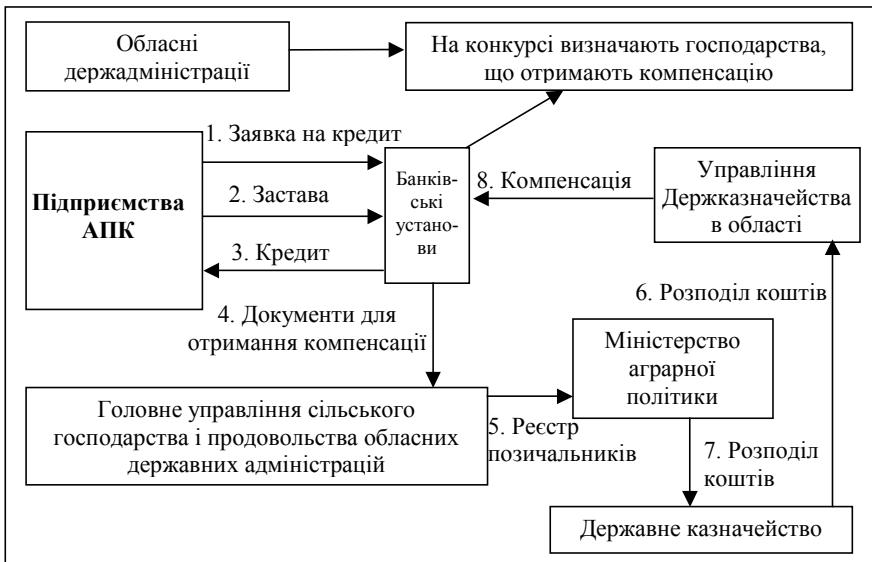 Обласні
держадміністрації
На конкурсі визначають господарства,
що отримають компенсацію
1. Заявка на кредит
Підприємства
АПК
2. Застава
3. Кредит
Банків-
ські
устано-
ви
8. Компенсація
Управління
Держказначейства
в області
4. Документи для
отримання компенсації
6. Розподіл коштів
Міністерство
аграрної
політики
Головне управління сільського
господарства і продовольства обласних
державних адміністрацій
5. Реєстр
позичальників
7. Розподіл
коштів
Державне казначейство